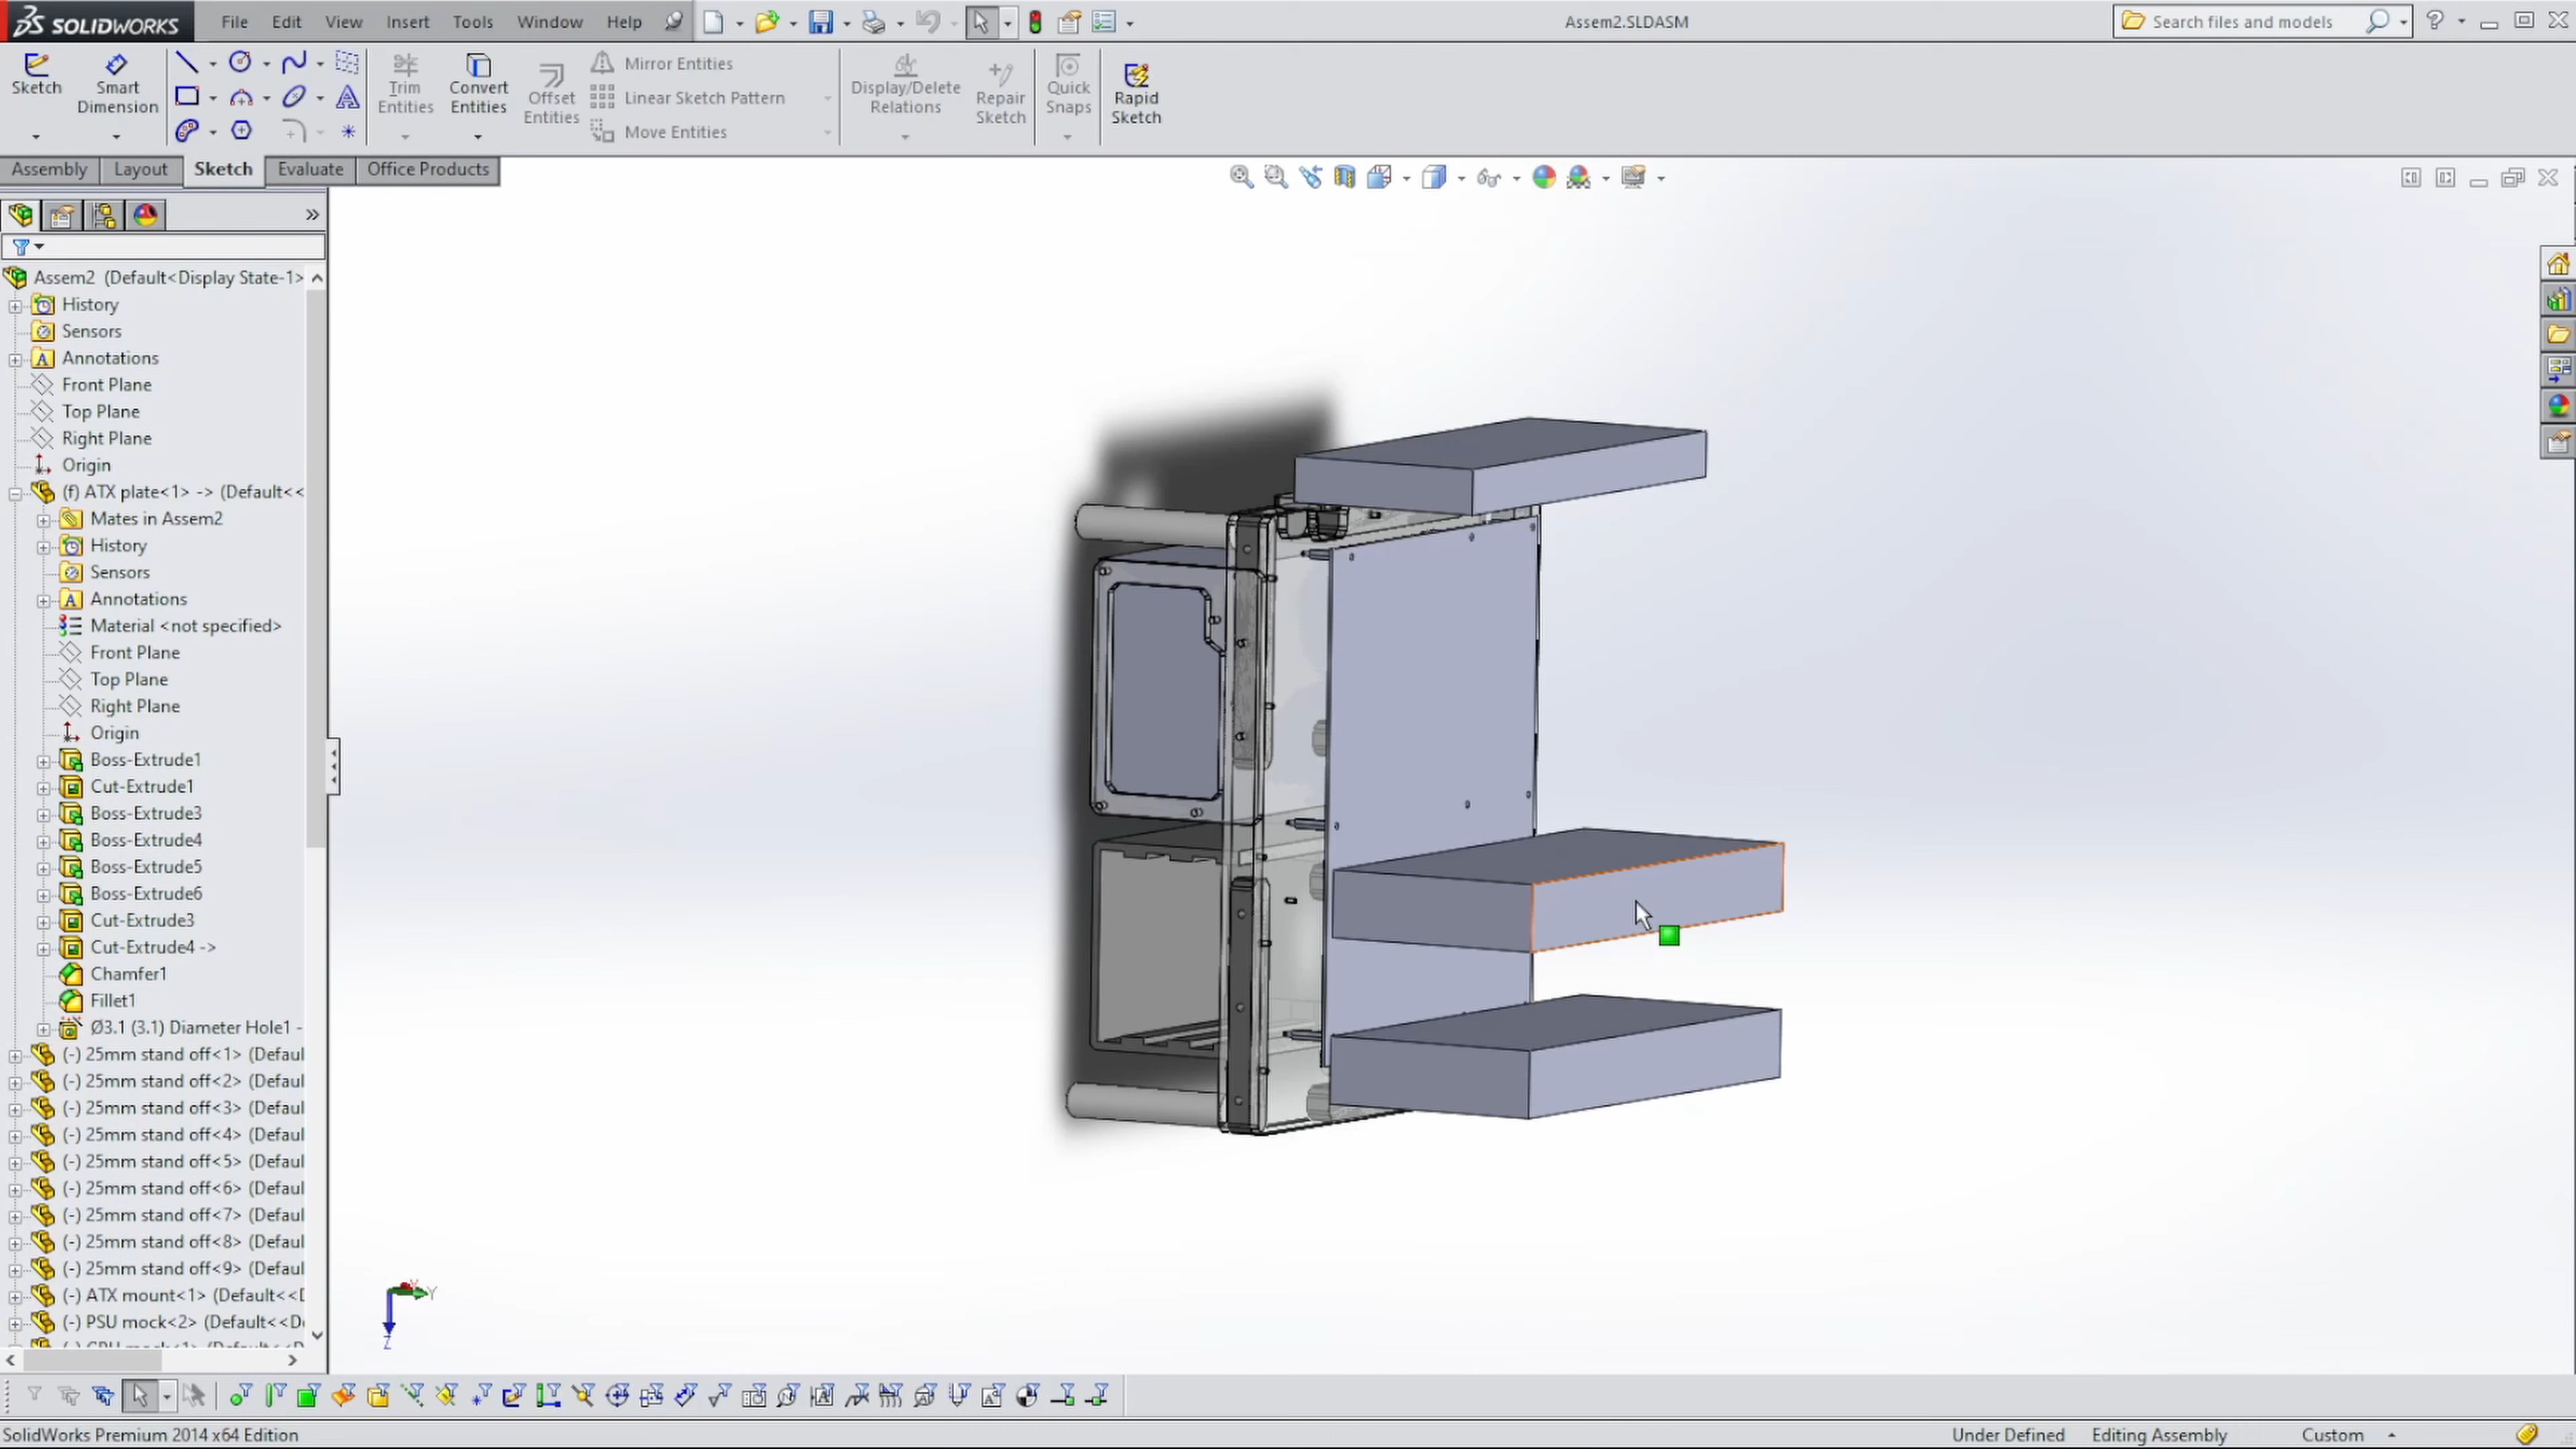 SOLIDWORKS
File Edit View Insert Tools Window Help
Assem2.SLDASM
Search files and models
Sketch
Smart Dimension
Trim Entities
Convert Entities
Offset Entities
Mirror Entities
Linear Sketch Pattern
Move Entities
Display/Delete Relations
Repair Sketch
Quick Snaps
Rapid Sketch
Assembly Layout Sketch Evaluate Office Products
Assem2 (Default<Display State-1>
History
Sensors
Annotations
Front Plane
Top Plane
Right Plane
Origin
(f) ATX plate<1> -> (Default<<
Mates in Assem2
History
Sensors
Annotations
Material <not specified>
Front Plane
Top Plane
Right Plane
Origin
Boss-Extrude1
Cut-Extrude1
Boss-Extrude3
Boss-Extrude4
Boss-Extrude5
Boss-Extrude6
Cut-Extrude3
Cut-Extrude4 ->
Chamfer1
Fillet1
Ø3.1 (3.1) Diameter Hole1 -
(-) 25mm stand off<1> (Defaul
(-) 25mm stand off<2> (Defaul
(-) 25mm stand off<3> (Defaul
(-) 25mm stand off<4> (Defaul
(-) 25mm stand off<5> (Defaul
(-) 25mm stand off<6> (Defaul
(-) 25mm stand off<7> (Defaul
(-) 25mm stand off<8> (Defaul
(-) 25mm stand off<9> (Defaul
(-) ATX mount<1> (Default<<D
(-) PSU mock<2> (Default<<D
Y
Z
SolidWorks Premium 2014 x64 Edition
Under Defined Editing Assembly Custom